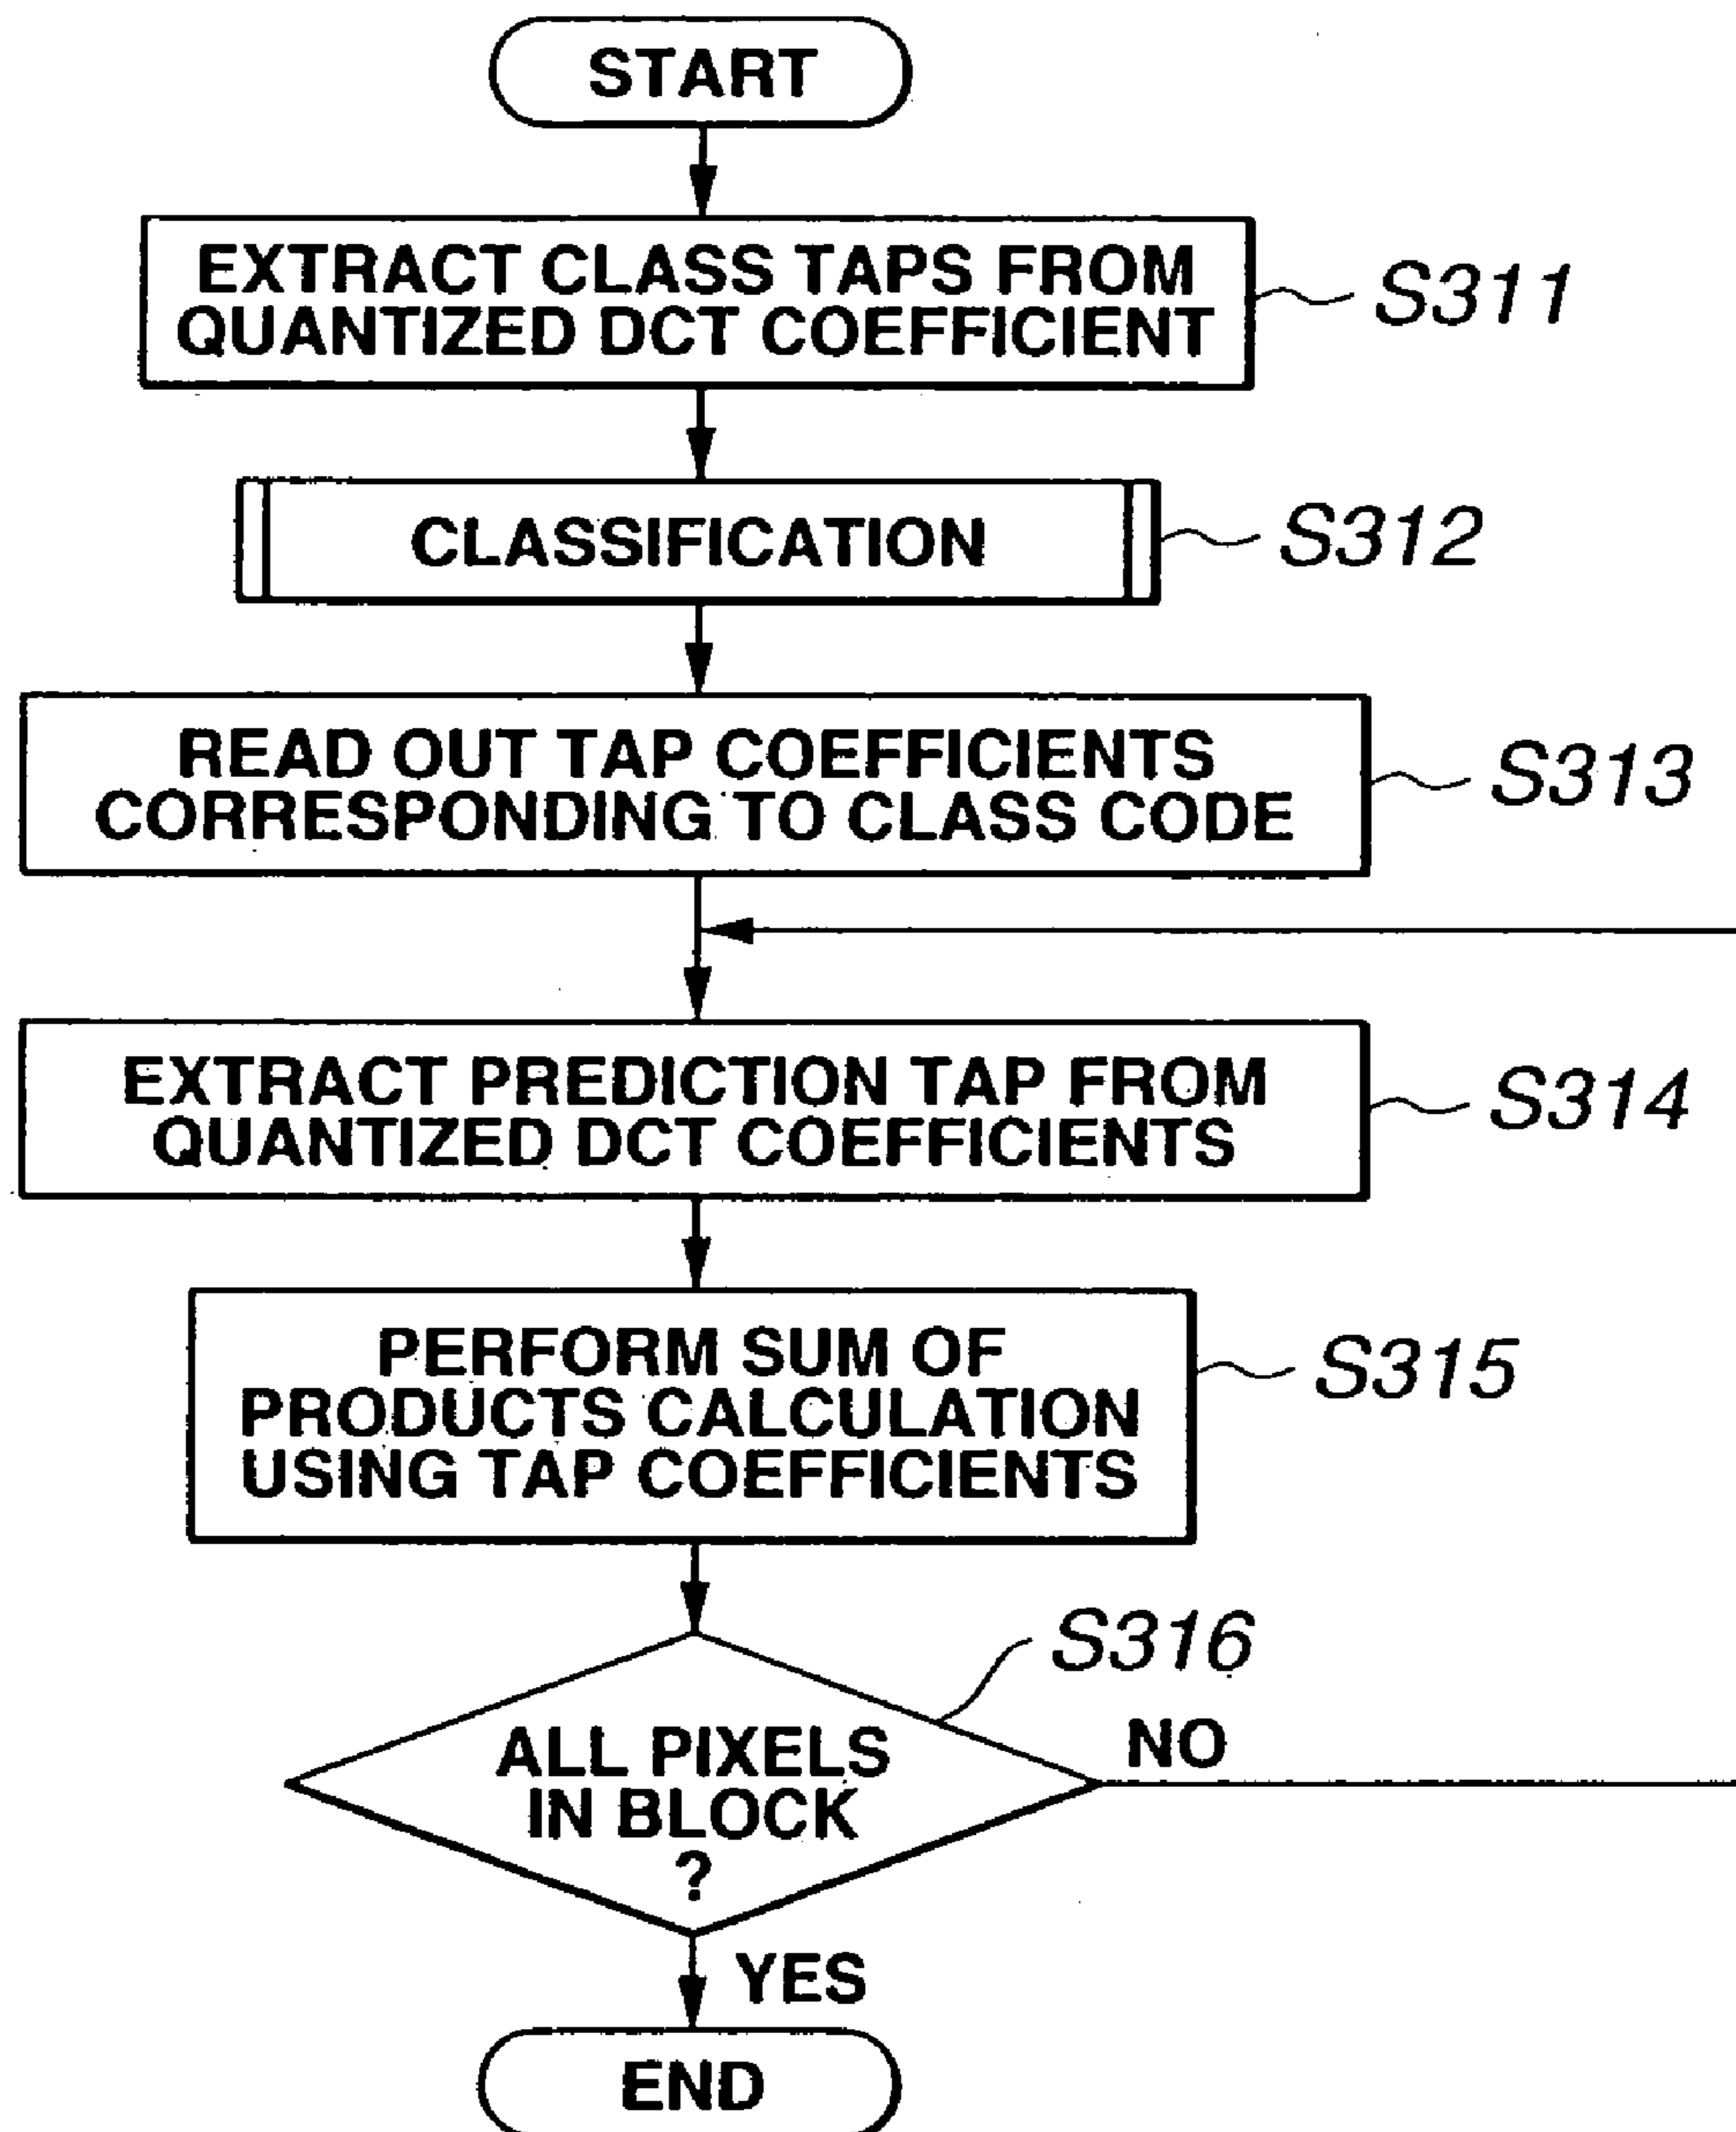 START
EXTRACT CLASS TAPS FROM
QUANTIZED DCT COEFFICIENT
S311
CLASSIFICATION
S312
READ OUT TAP COEFFICIENTS
CORRESPONDING TO CLASS CODE
S313
EXTRACT PREDICTION TAP FROM
QUANTIZED DCT COEFFICIENTS
S314
PERFORM SUM OF
PRODUCTS CALCULATION
USING TAP COEFFICIENTS
S315
S316
ALL PIXELS
IN BLOCK
?
NO
YES
END